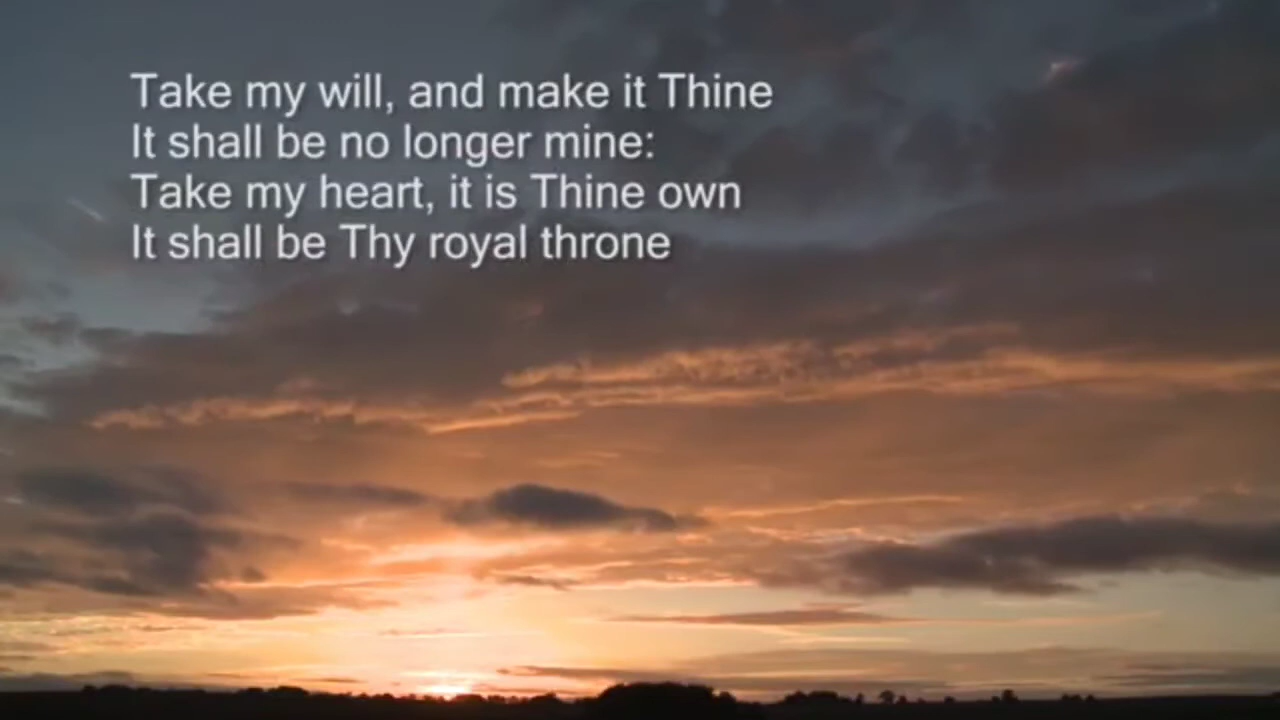 Take my will, and make it Thine
It shall be no longer mine:
Take my heart, it is Thine own
It shall be Thy royal throne